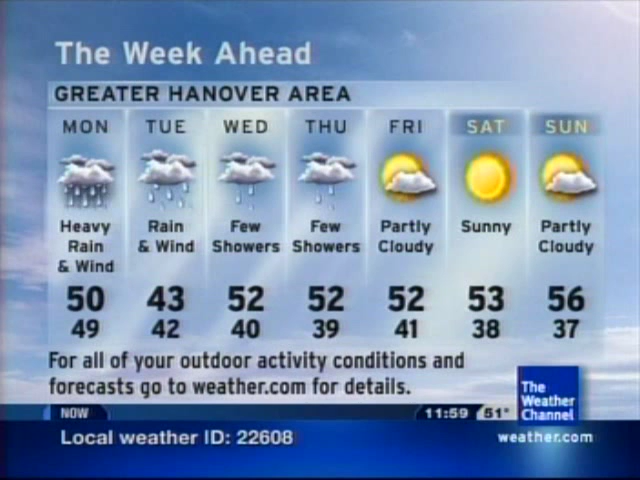 The Week Ahead
GREATER HANOVER AREA
MON TUE WED THU FRI SAT SUN
Heavy Rain & Wind
Rain & Wind
Few Showers
Few Showers
Partly Cloudy
Sunny
Partly Cloudy
50 43 52 52 52 53 56
49 42 40 39 41 38 37
For all of your outdoor activity conditions and
forecasts go to weather.com for details.
The
Weather
Channel
NOW 11:59 51°
Local weather ID: 22608 weather.com